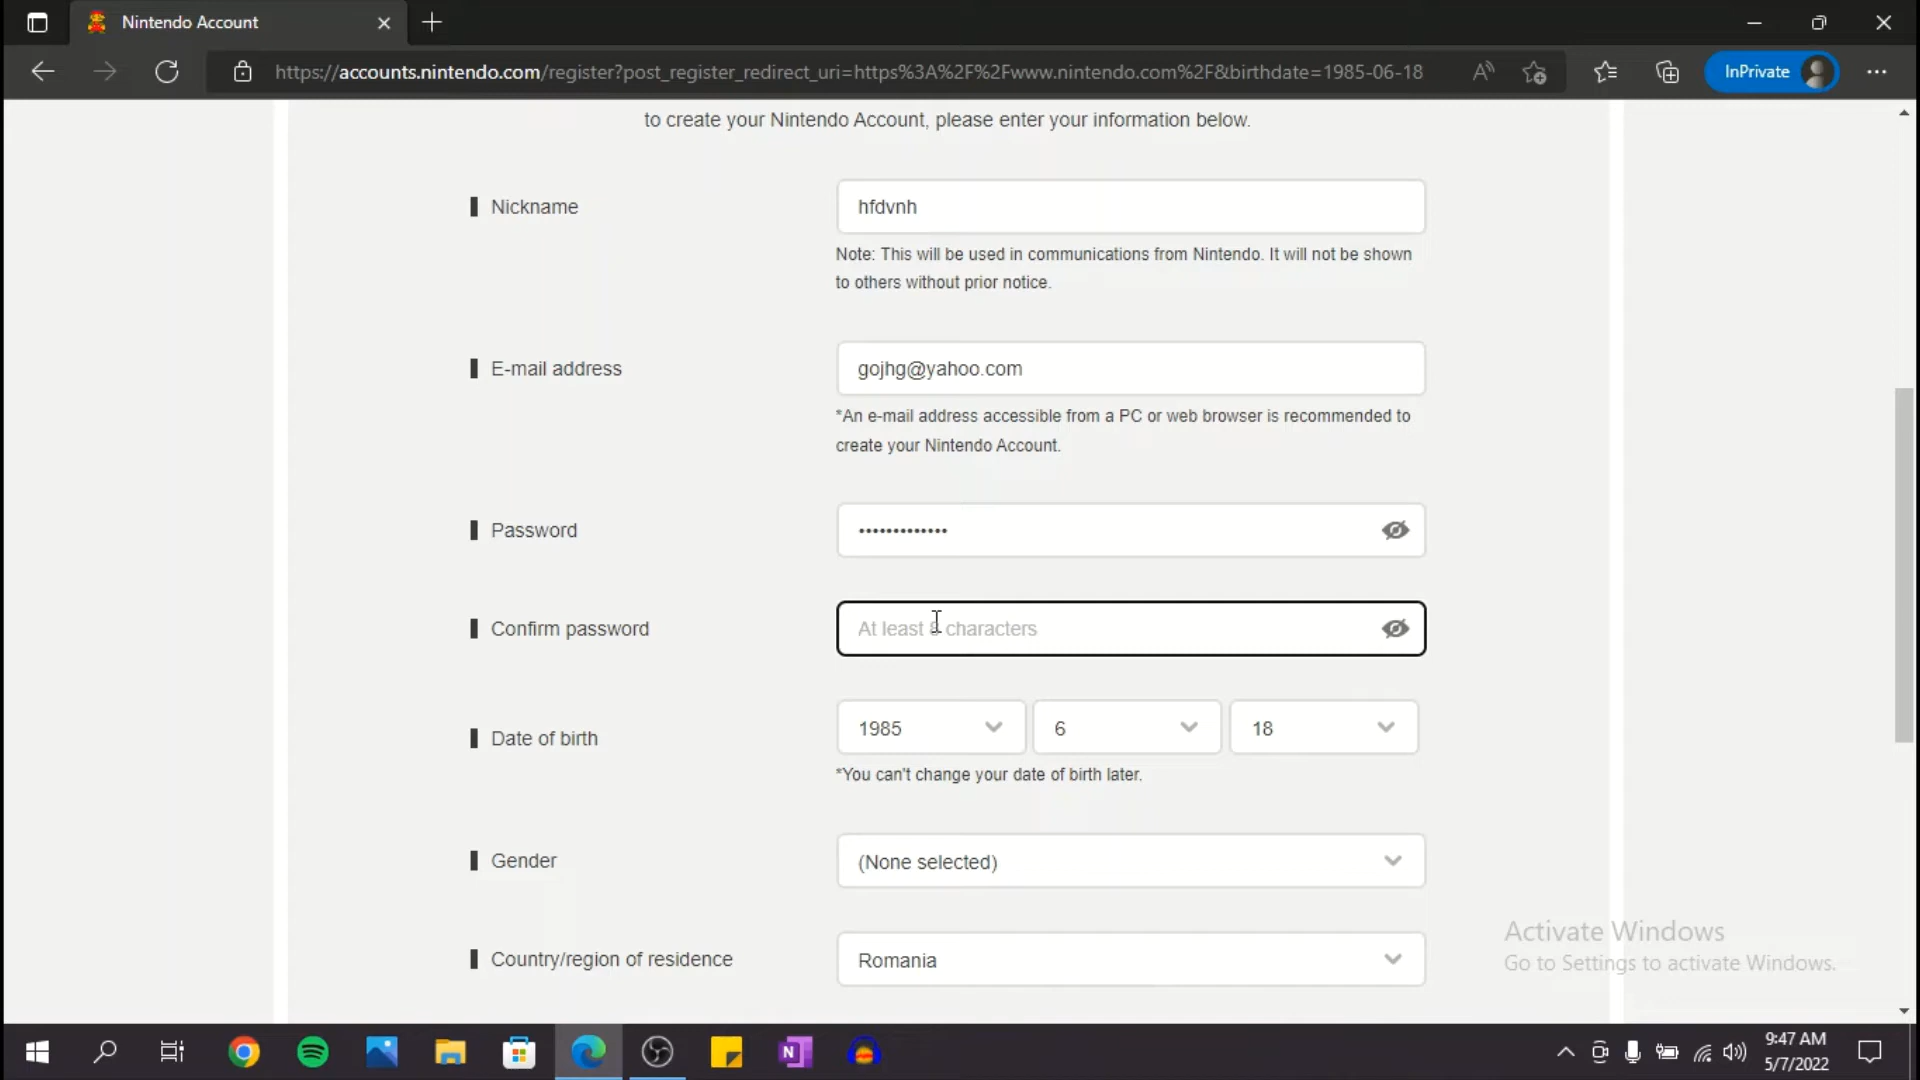 Nintendo Account
https://accounts.nintendo.com/register?post_register_redirect_uri=https%3A%2F%2Fwww.nintendo.com%2F&birthdate=1985-06-18
InPrivate
to create your Nintendo Account, please enter your information below.
Nickname
hfdvnh
Note: This will be used in communications from Nintendo. It will not be shown
to others without prior notice.
E-mail address
gojhg@yahoo.com
*An e-mail address accessible from a PC or web browser is recommended to
create your Nintendo Account.
Password
•••••••••••••
Confirm password
At least 8 characters
Date of birth
1985
6
18
*You can't change your date of birth later.
Gender
(None selected)
Country/region of residence
Romania
Activate Windows
Go to Settings to activate Windows.
9:47 AM
5/7/2022